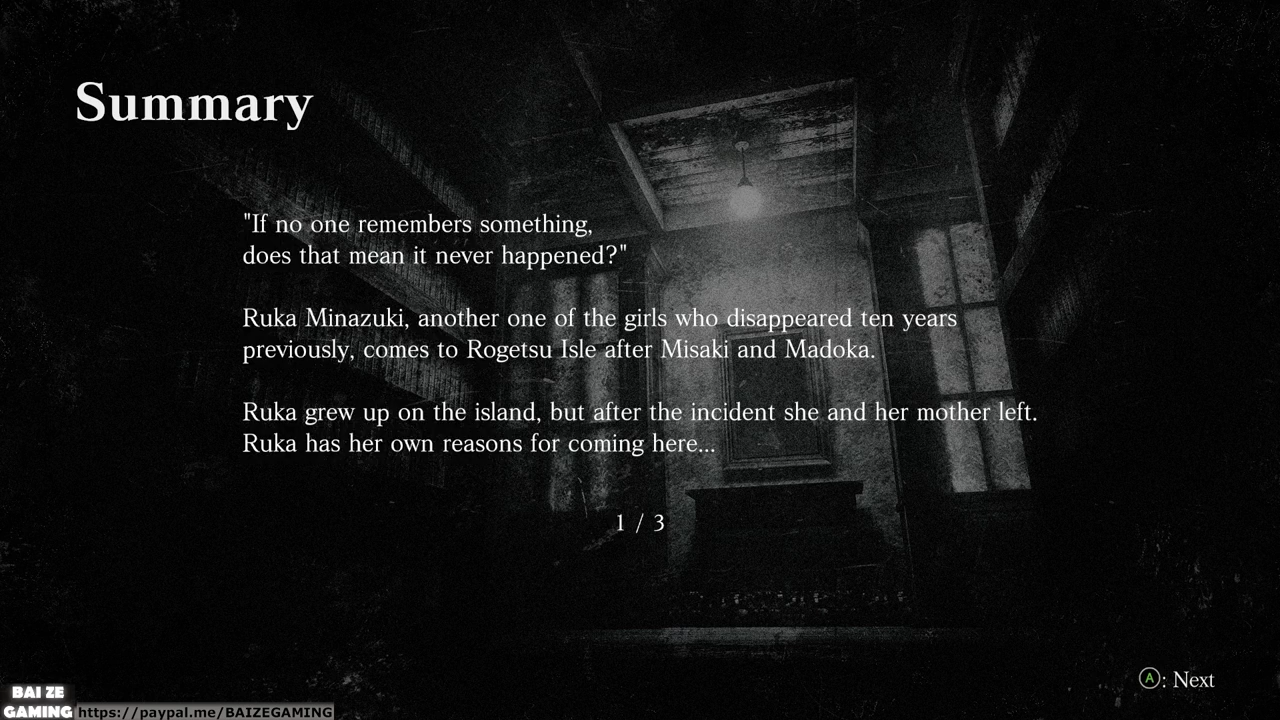 Summary
"If no one remembers something,
does that mean it never happened?"
Ruka Minazuki, another one of the girls who disappeared ten years
previously, comes to Rogetsu Isle after Misaki and Madoka.
Ruka grew up on the island, but after the incident she and her mother left.
Ruka has her own reasons for coming here...
1 / 3
A: Next
BAI ZE
GAMING https://paypal.me/BAIZEGAMING